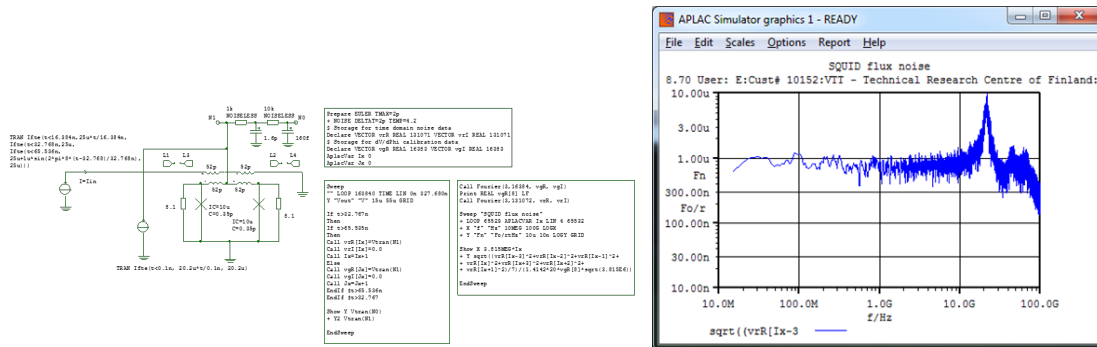 1k
10k
N1
NOISELESS
NOISELESS
N0
1.6p
160f
TRAN Ifte(t<16.384n,25u*t/16.384n,
Ifte(t<32.768n,25u,
Ifte(t<65.536n,
25u+1u*sin(2*pi*8*(t-32.768n)/32.768n),
25u)))
L1
L3
L2
L4
52p
52p
I=Iin
52p
52p
8.1
IC=10u
C=0.35p
IC=10u
C=0.35p
8.1
TRAN Ifte(t<0.1n, 20.2u*t/0.1n, 20.2u)
Prepare EULER TMAX=2p
+ NOISE DELTAT=2p TEMP=4.2
$ Storage for time domain noise data
Declare VECTOR vrR REAL 131071 VECTOR vrI REAL 131071
$ Storage for dV/dPhi calibration data
Declare VECTOR vgR REAL 16383 VECTOR vgI REAL 16383
AplacVar Ix 0
AplacVar Jx 0
Sweep
"" LOOP 163840 TIME LIN 0n 327.680n
Y "Vout" "V" 15u 55u GRID
If t>32.767n
Then
If t>65.535n
Then
Call vrR[Ix]=Vtran(N1)
Call vrI[Ix]=0.0
Call Ix=Ix+1
Else
Call vgR[Jx]=Vtran(N1)
Call vgI[Jx]=0.0
Call Jx=Jx+1
EndIf $t>65.536n
EndIf $t>32.767
Show Y Vtran(N0)
+ Y2 Vtran(N1)
EndSweep
Call Fourier(3,16384, vgR, vgI)
Print REAL vgR[8] LF
Call Fourier(3,131072, vrR, vrI)
Sweep "SQUID flux noise"
+ LOOP 65529 APLACVAR Ix LIN 4 65532
+ X "f" "Hz" 10MEG 100G LOGX
+ Y "Fn" "Fo/rtHz" 10u 10n LOGY GRID
Show X 3.815MEG*Ix
+ Y sqrt((vrR[Ix-3]^2+vrR[Ix-2]^2+vrR[Ix-1]^2+
+ vrR[Ix]^2+vrR[Ix+3]^2+vrR[Ix+2]^2+
+ vrR[Ix+1]^2)/7)/(1.4142*20*vgR[8]*sqrt(3.815E6))
EndSweep
APLAC Simulator graphics 1 - READY
File Edit Scales Options Report Help
SQUID flux noise
8.70 User: E:Cust# 10152:VTT - Technical Research Centre of Finland:
10.00u
3.00u
1.00u
Fn
300.00n
Fo/r
100.00n
30.00n
10.00n
10.0M 100.0M 1.0G 10.0G 100.0G
f/Hz
sqrt((vrR[Ix-3